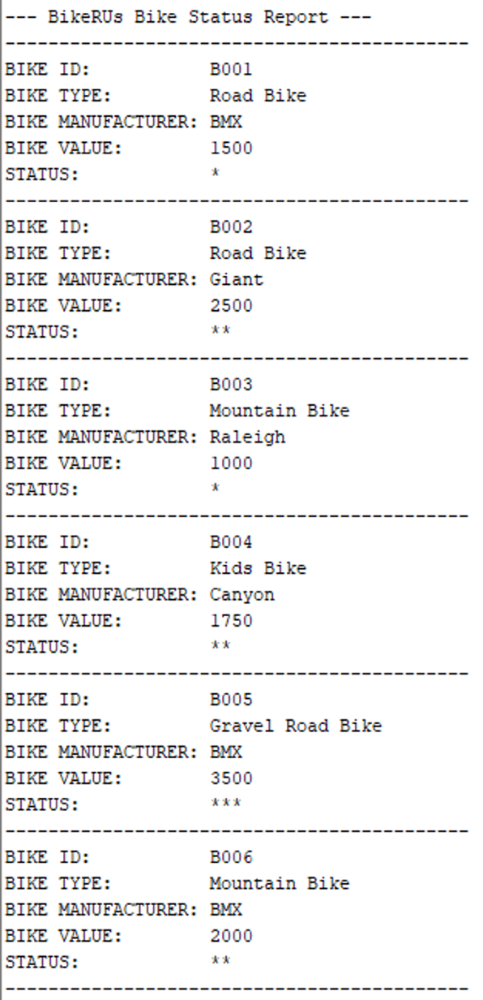 --- BikeRUs Bike Status Report ---
-------------------------------------------
BIKE ID:           B001
BIKE TYPE:         Road Bike
BIKE MANUFACTURER: BMX
BIKE VALUE:        1500
STATUS:            *
-------------------------------------------
BIKE ID:           B002
BIKE TYPE:         Road Bike
BIKE MANUFACTURER: Giant
BIKE VALUE:        2500
STATUS:            **
-------------------------------------------
BIKE ID:           B003
BIKE TYPE:         Mountain Bike
BIKE MANUFACTURER: Raleigh
BIKE VALUE:        1000
STATUS:            *
-------------------------------------------
BIKE ID:           B004
BIKE TYPE:         Kids Bike
BIKE MANUFACTURER: Canyon
BIKE VALUE:        1750
STATUS:            **
-------------------------------------------
BIKE ID:           B005
BIKE TYPE:         Gravel Road Bike
BIKE MANUFACTURER: BMX
BIKE VALUE:        3500
STATUS:            ***
-------------------------------------------
BIKE ID:           B006
BIKE TYPE:         Mountain Bike
BIKE MANUFACTURER: BMX
BIKE VALUE:        2000
STATUS:            **
-------------------------------------------